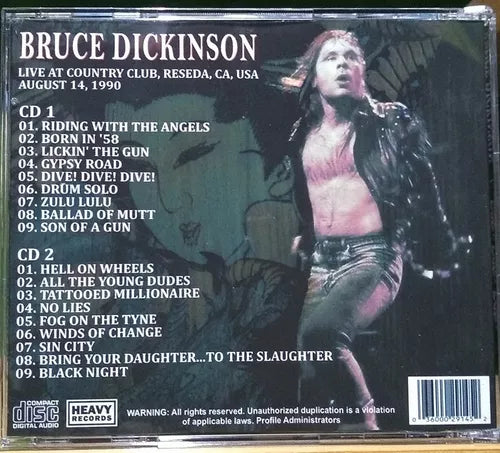 BRUCE DICKINSON
LIVE AT COUNTRY CLUB, RESEDA, CA, USA
AUGUST 14, 1990
CD 1
01. RIDING WITH THE ANGELS
02. BORN IN '58
03. LICKIN' THE GUN
04. GYPSY ROAD
05. DIVE! DIVE! DIVE!
06. DRUM SOLO
07. ZULU LULU
08. BALLAD OF MUTT
09. SON OF A GUN
CD 2
01. HELL ON WHEELS
02. ALL THE YOUNG DUDES
03. TATTOOED MILLIONAIRE
04. NO LIES
05. FOG ON THE TYNE
06. WINDS OF CHANGE
07. SIN CITY
08. BRING YOUR DAUGHTER...TO THE SLAUGHTER
09. BLACK NIGHT
COMPACT
disc
DIGITAL AUDIO
HEAVY
RECORDS
WARNING: All rights reserved. Unauthorized duplication is a violation
of applicable laws. Profile Administrators
0 36000 29145 2